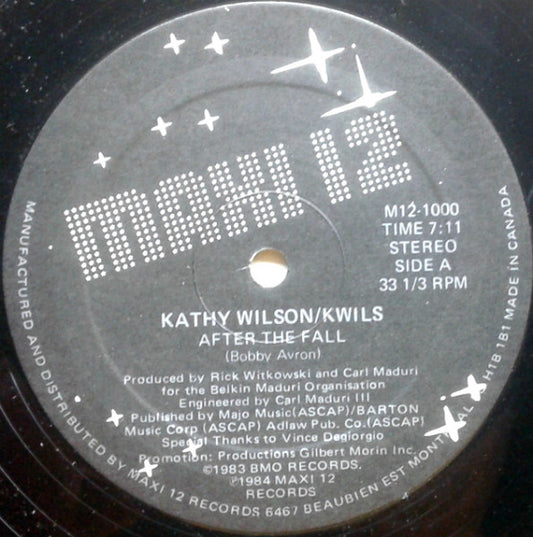 MAXI 12
M12-1000
TIME 7:11
STEREO
SIDE A
33 1/3 RPM
KATHY WILSON/KWILS
AFTER THE FALL
(Bobby Avron)
Produced by Rick Witkowski and Carl Maduri
for the Belkin Maduri Organisation
Engineered by Carl Maduri III
Published by Majo Music(ASCAP)/BARTON
Music Corp (ASCAP) Adlaw Pub. Co.(ASCAP)
Special Thanks to Vince Degiorgio
Promotion: Productions Gilbert Morin Inc.
©1983 BMO RECORDS.
℗1984 MAXI 12
RECORDS
MANUFACTURED AND DISTRIBUTED BY MAXI 12 RECORDS 6467 BEAUBIEN EST MONTREAL H1B 1B1 MADE IN CANADA